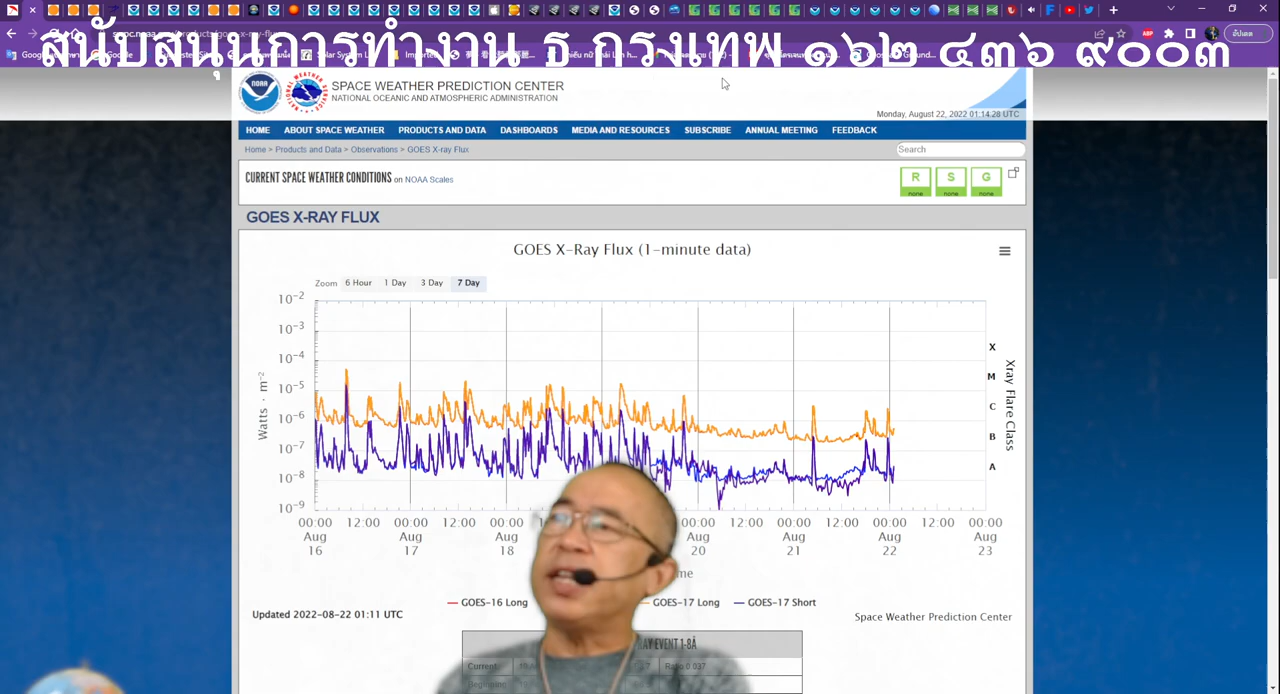 สนับสนุนการทำงาน ธ กรุงเทพ ๑๖๒ ๔๓๖ ๙๐๐๓
SPACE WEATHER PREDICTION CENTER
NATIONAL OCEANIC AND ATMOSPHERIC ADMINISTRATION
Monday, August 22, 2022 01:14:28 UTC
HOME ABOUT SPACE WEATHER PRODUCTS AND DATA DASHBOARDS MEDIA AND RESOURCES SUBSCRIBE ANNUAL MEETING FEEDBACK
Home > Products and Data > Observations > GOES X-ray Flux
Search
CURRENT SPACE WEATHER CONDITIONS on NOAA Scales
R S G
none none none
GOES X-RAY FLUX
GOES X-Ray Flux (1-minute data)
Zoom 6 Hour 1 Day 3 Day 7 Day
10⁻²
10⁻³
10⁻⁴
10⁻⁵
10⁻⁶
10⁻⁷
10⁻⁸
10⁻⁹
Watts · m⁻²
X
M
C
B
A
Xray Flare Class
00:00 12:00 00:00 12:00 00:00 00:00 12:00 00:00 12:00 00:00 12:00 00:00
Aug Aug Aug Aug Aug Aug Aug
16 17 18 20 21 22 23
GOES-16 Long GOES-17 Long GOES-17 Short
Updated 2022-08-22 01:11 UTC
Space Weather Prediction Center
EVENT 1-8Å
Current Ratio 0.037
Beginning